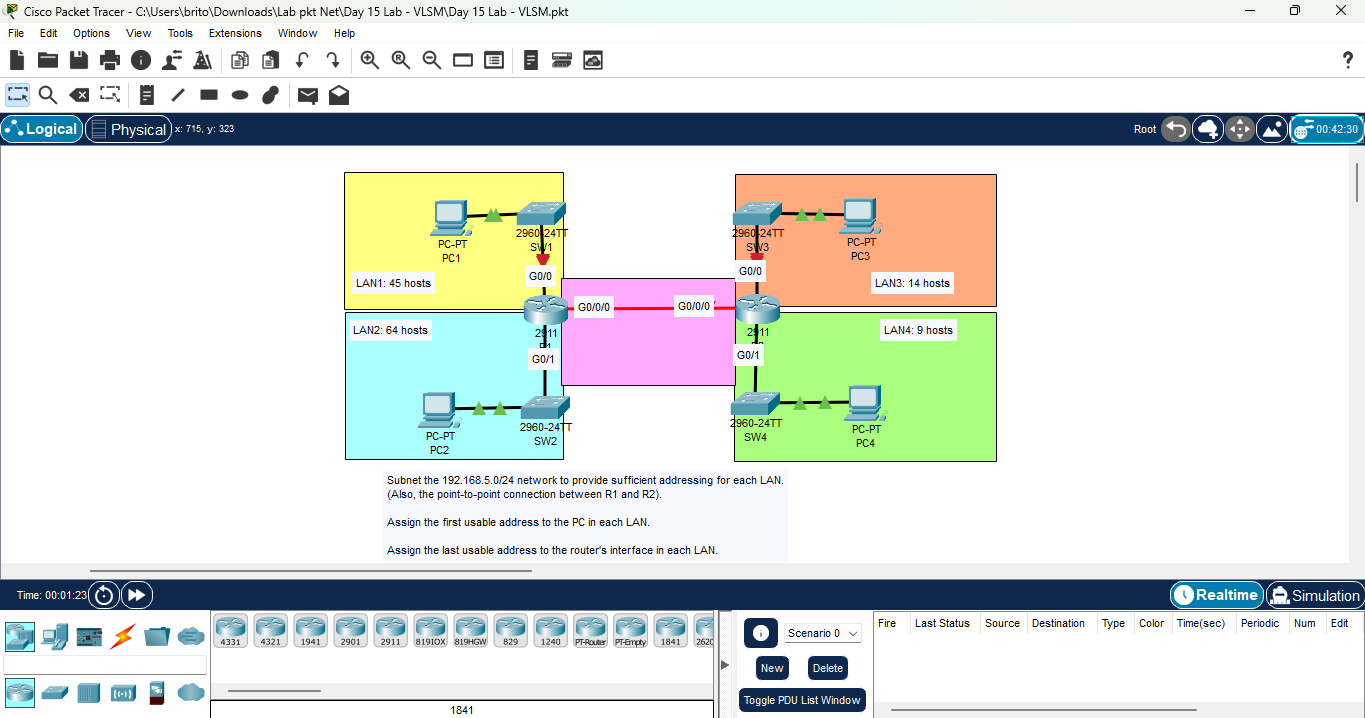 Cisco Packet Tracer - C:\Users\brito\Downloads\Lab pkt Net\Day 15 Lab - VLSM\Day 15 Lab - VLSM.pkt
File Edit Options View Tools Extensions Window Help
Logical Physical x: 715, y: 323 Root 00:42:30
PC-PT
PC1
2960-24TT
SW1
G0/0
LAN1: 45 hosts
2960-24TT
SW3
G0/0
PC-PT
PC3
LAN3: 14 hosts
G0/0/0 G0/0/0
LAN2: 64 hosts
2911
R1
G0/1
2911
G0/1
LAN4: 9 hosts
PC-PT
PC2
2960-24TT
SW2
2960-24TT
SW4
PC-PT
PC4
Subnet the 192.168.5.0/24 network to provide sufficient addressing for each LAN.
(Also, the point-to-point connection between R1 and R2).
Assign the first usable address to the PC in each LAN.
Assign the last usable address to the router's interface in each LAN.
Time: 00:01:23 Realtime Simulation
4331 4321 1941 2901 2911 819IOX 819HGW 829 1240 PT-Router PT-Empty 1841 2620
1841
Scenario 0
New Delete
Toggle PDU List Window
Fire Last Status Source Destination Type Color Time(sec) Periodic Num Edit